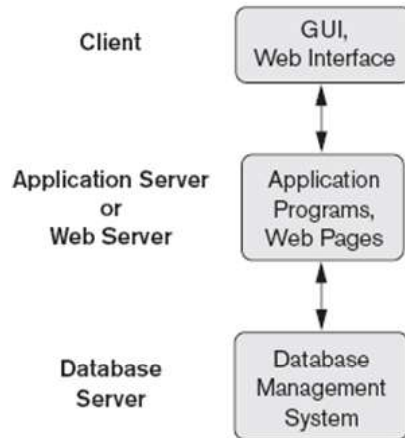 Client
GUI,
Web Interface
Application Server
or
Web Server
Application
Programs,
Web Pages
Database
Server
Database
Management
System